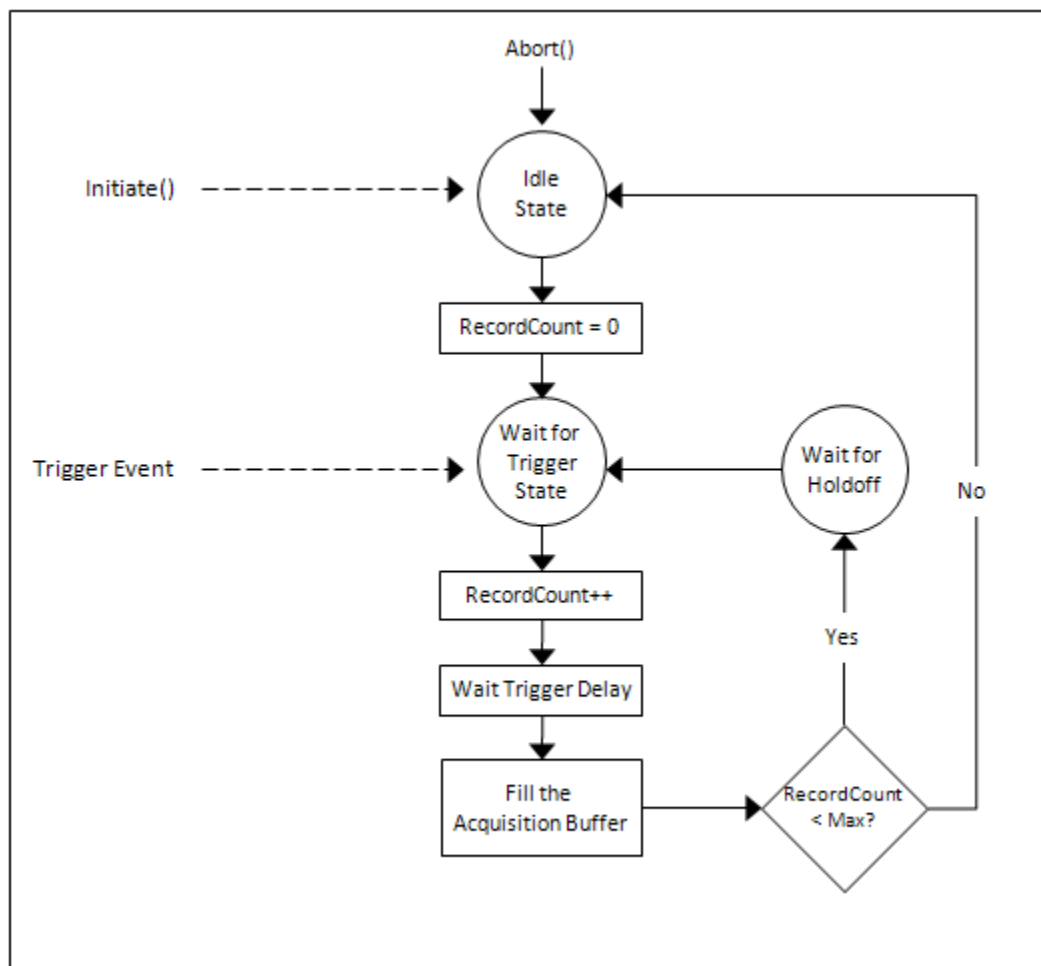 Abort()
Initiate()
Idle
State
RecordCount = 0
Trigger Event
Wait for
Trigger
State
Wait for
Holdoff
No
RecordCount++
Yes
Wait Trigger Delay
Fill the
Acquisition Buffer
RecordCount
< Max?